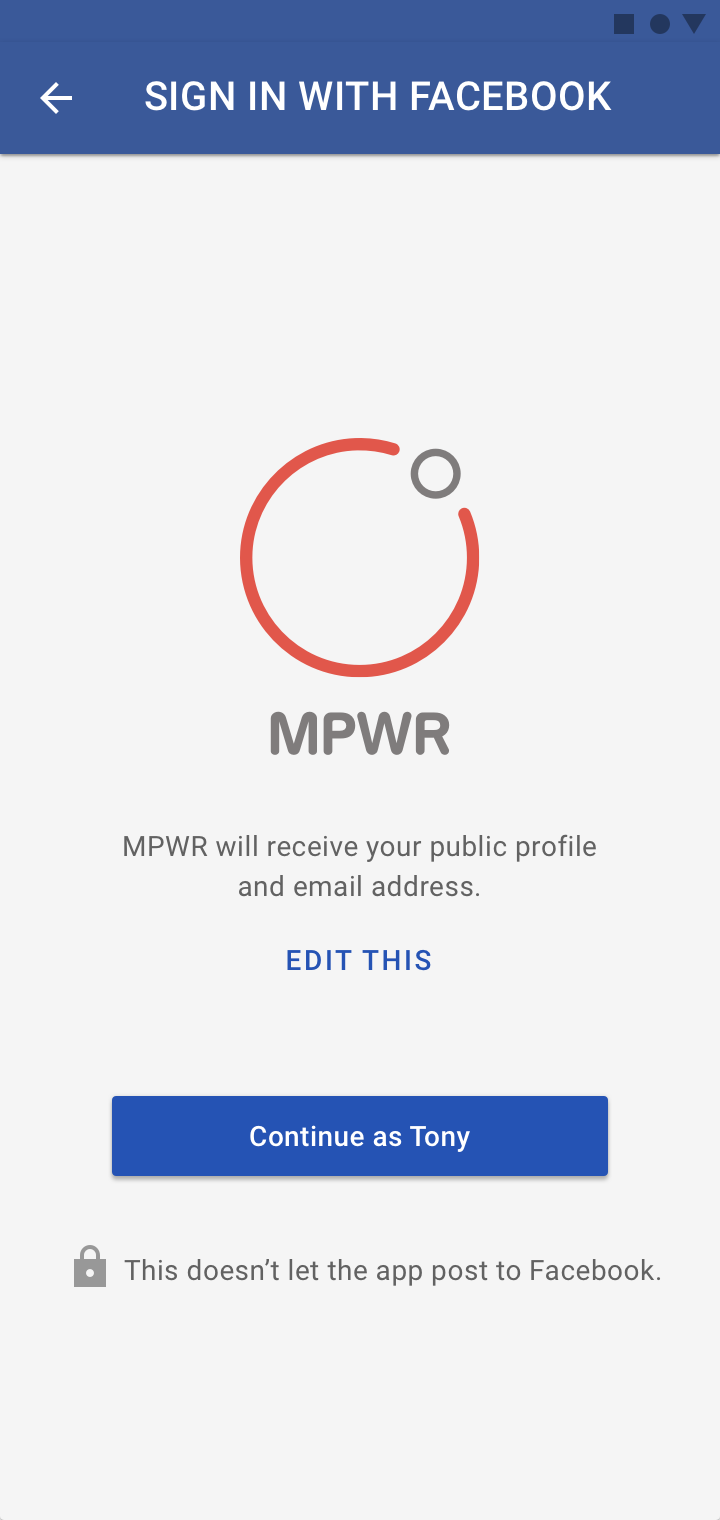 SIGN IN WITH FACEBOOK
MPWR
MPWR will receive your public profile
and email address.
EDIT THIS
Continue as Tony
This doesn’t let the app post to Facebook.